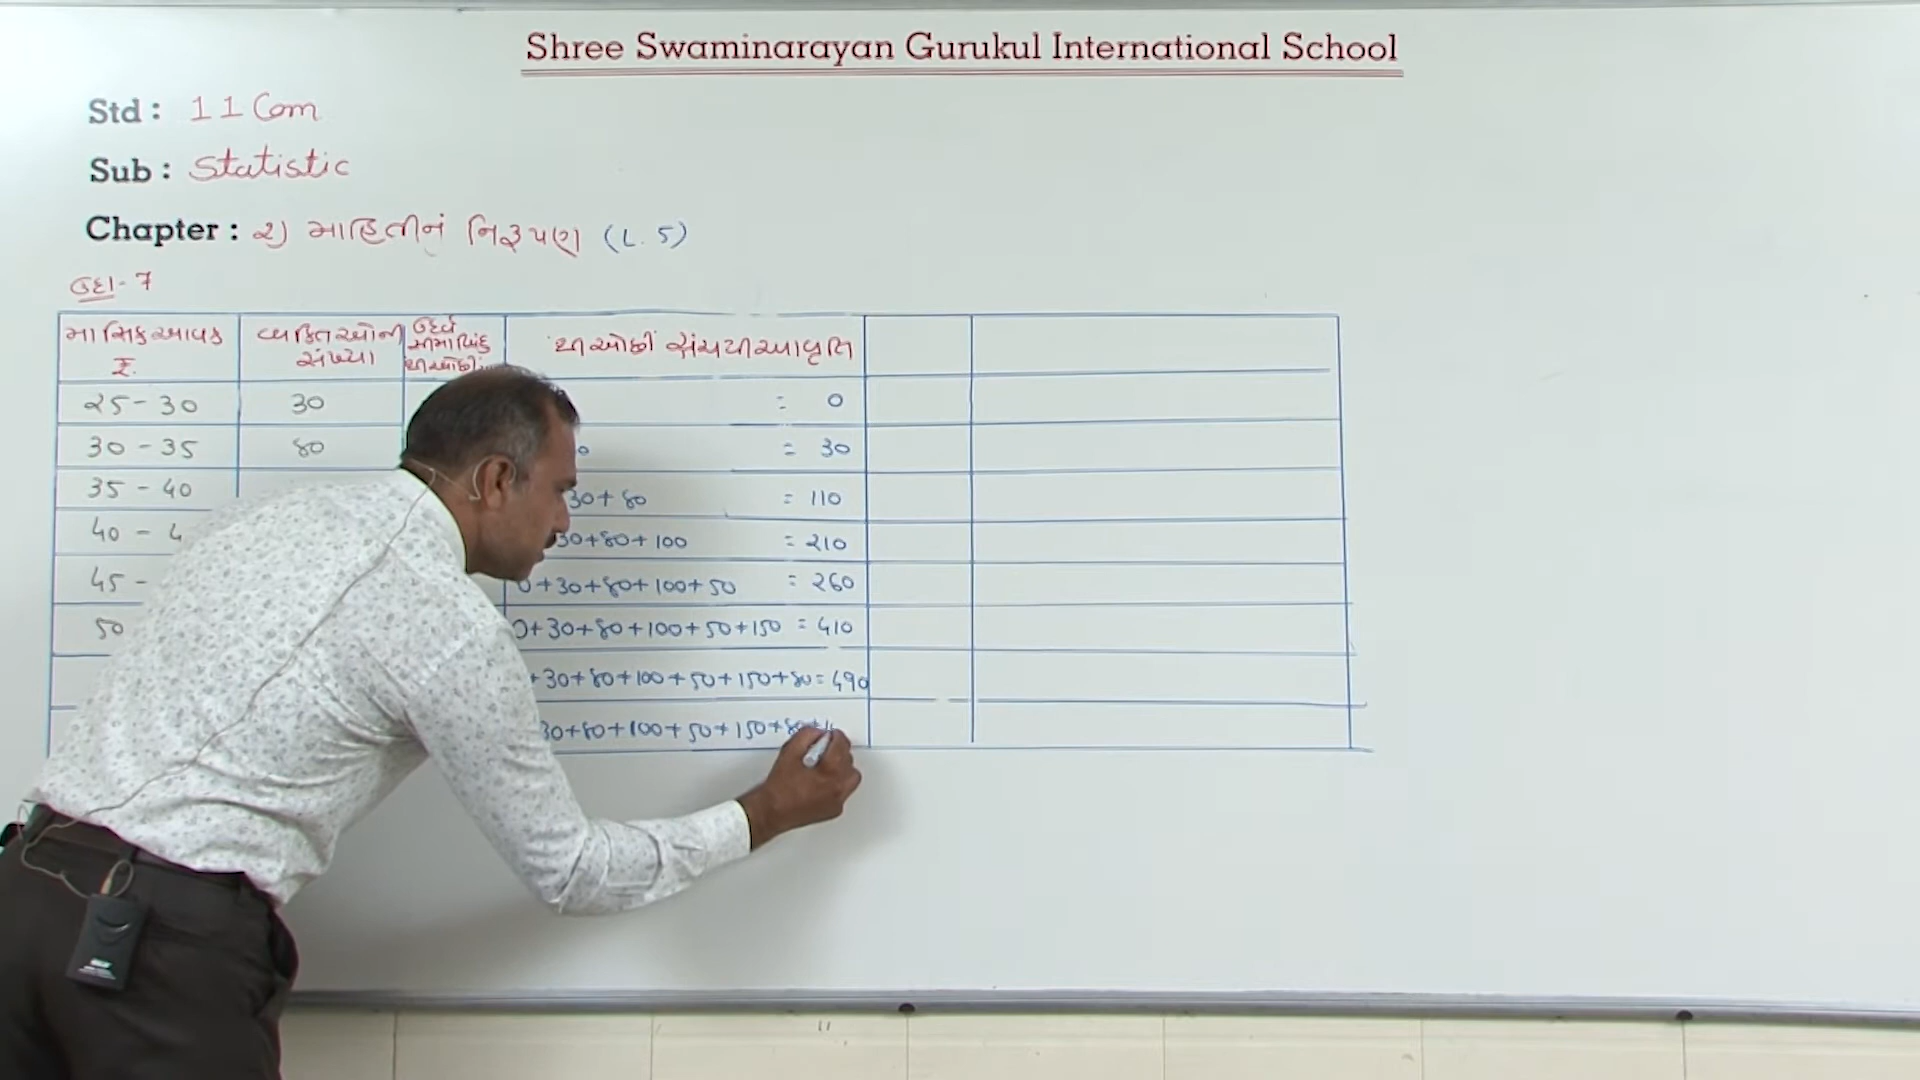 Shree Swaminarayan Gurukul International School
Std : 11 Com
Sub : Statistic
Chapter : ૨) માહિતીનું નિરૂપણ (L. 5)
ઉદા- 7
માસિક આવક ₹. વ્યક્તિઓની સંખ્યા ઉર્ધ્વ સીમાબિંદુ થી ઓછી સંચયી આવૃત્તિ
૨5 - 30 30 = 0
30 - 35 80 = 30
35 - 40 30 + 80 = 110
40 - 4 30+80+ 100 = 210
45 - 0+30+80+100+50 = 260
50 0+30+80+100+50+150 = 410
+30+80+100+50+150+80 = 490
30+80+100+50+150+80+